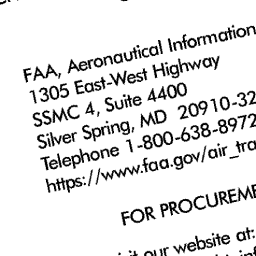 FAA, Aeronautical Information
1305 East-West Highway
SSMC 4, Suite 4400
Silver Spring, MD 20910-32
Telephone 1-800-638-8972
https://www.faa.gov/air_tra
FOR PROCUREME
our website at: